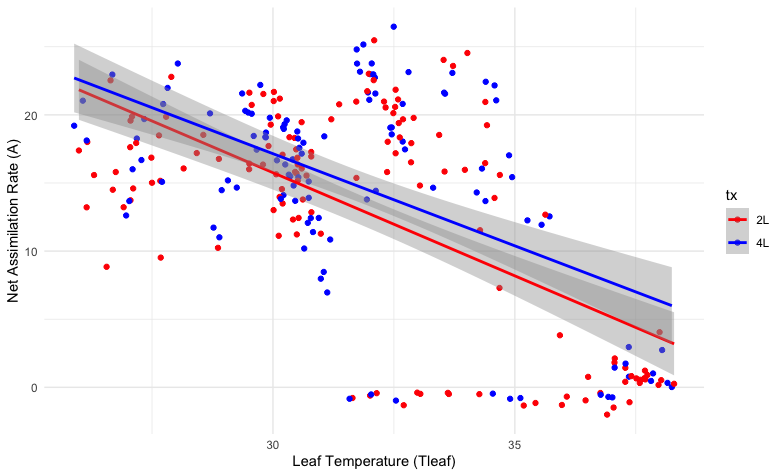 20
10
0
30
35
Net Assimilation Rate (A)
Leaf Temperature (Tleaf)
tx
2L
4L